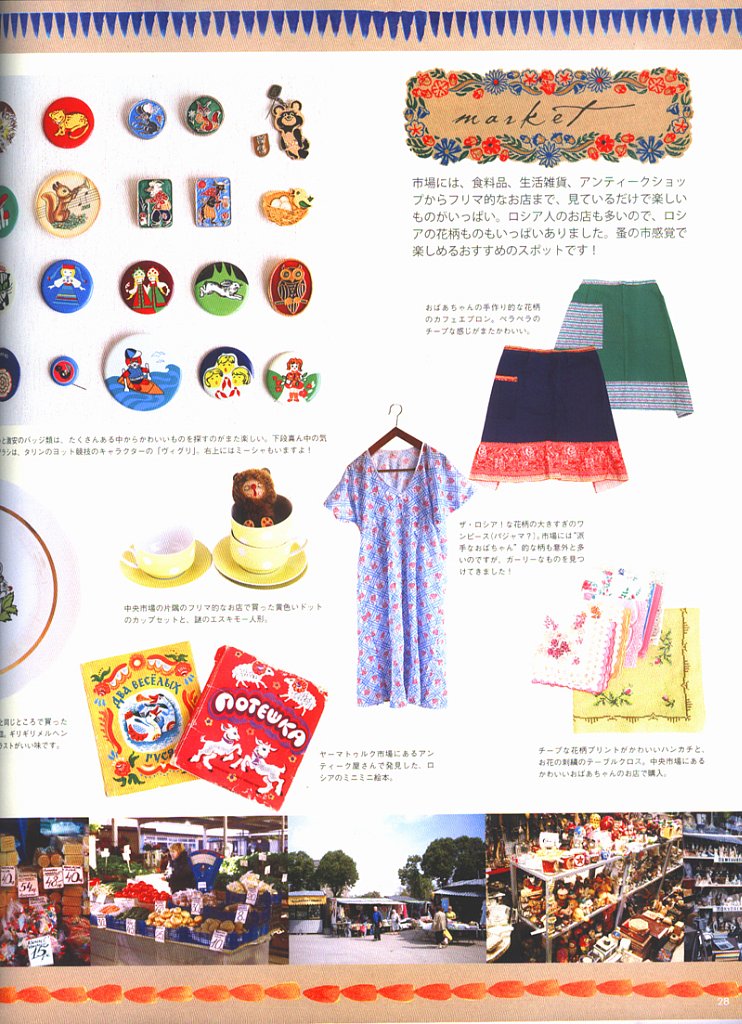 market
市場には、食料品、生活雑貨、アンティークショッ
プからフリマ的なお店まで、見ているだけで楽しい
ものがいっぱい。ロシア人のお店も多いので、ロシ
アの花柄ものもいっぱいありました。蚤の市感覚で
楽しめるおすすめのスポットです！
おばあちゃんの手作り的な花柄
のカフェエプロン。ペラペラの
チープな感じがまたかわいい。
と激安のバッジ類は、たくさんある中からかわいいものを探すのがまた楽しい。下段真ん中の気
ブラシは、タリンのヨット競技のキャラクターの「ヴィグリ」。右上にはミーシャもいますよ！
ザ・ロシア！な花柄の大きすぎのワ
ンピース（パジャマ？）。市場には“派
手なおばちゃん”的な柄も意外と多
いのですが、ガーリーなものを見つ
けてきました！
中央市場の片隅のフリマ的なお店で買った黄色いドット
のカップセットと、謎のエスキモー人形。
と同じところで買った
皿。ギリギリメルヘン
ラストがいい味です。
ДВА ВЕСЁЛЫХ
ГУСЯ
ПОТЕШКА
ヤーマトゥルク市場にあるアン
ティーク屋さんで発見した、ロ
シアのミニミニ絵本。
チープな花柄プリントがかわいいハンカチと、
お花の刺繍のテーブルクロス。中央市場にある
かわいいおばあちゃんのお店で購入。
28